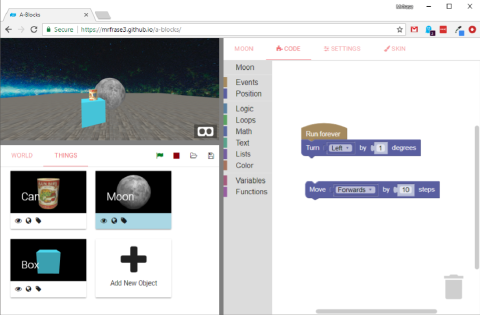 A-Blocks
Secure | https://mrfrase3.github.io/a-blocks/
MOON CODE SETTINGS SKIN
Moon
Events
Position
Logic
Loops
Math
Text
Lists
Color
Variables
Functions
Run forever
Turn Left by 1 degrees
Move Forwards by 10 steps
WORLD THINGS
Can
Moon
Box
Add New Object